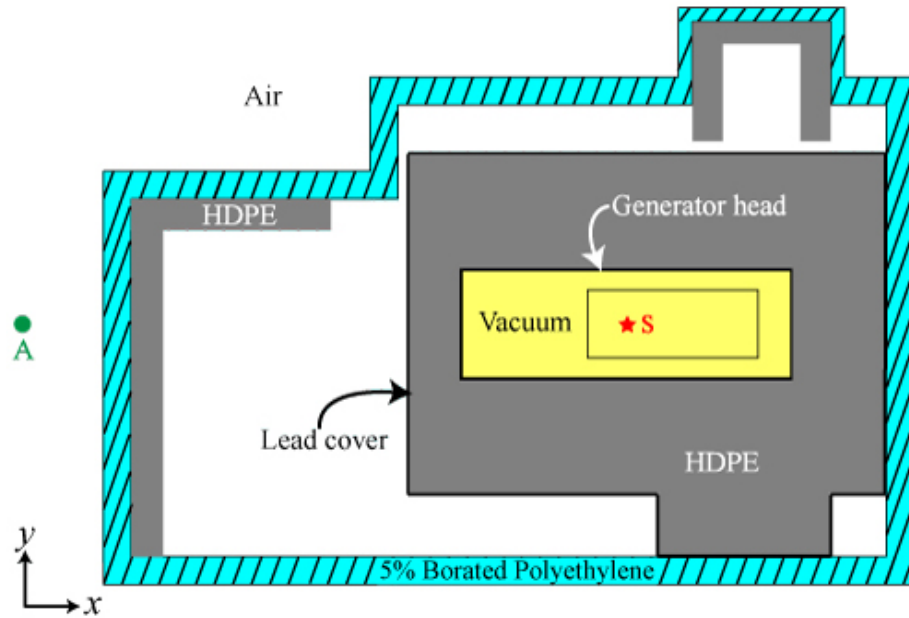 Air
HDPE
Generator head
Vacuum
S
A
Lead cover
HDPE
y
5% Borated Polyethylene
x